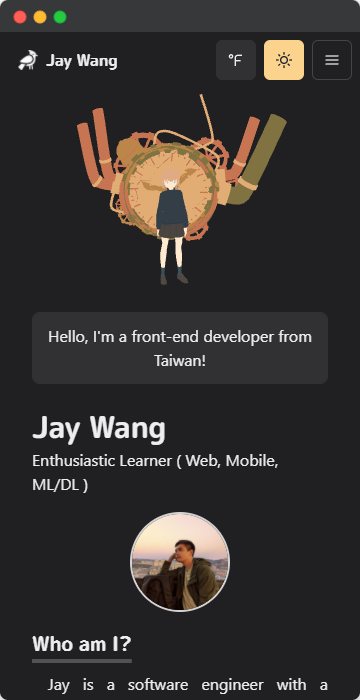 Jay Wang
°F
Hello, I'm a front-end developer from
Taiwan!
Jay Wang
Enthusiastic Learner ( Web, Mobile,
ML/DL )
Who am I?
Jay is a software engineer with a